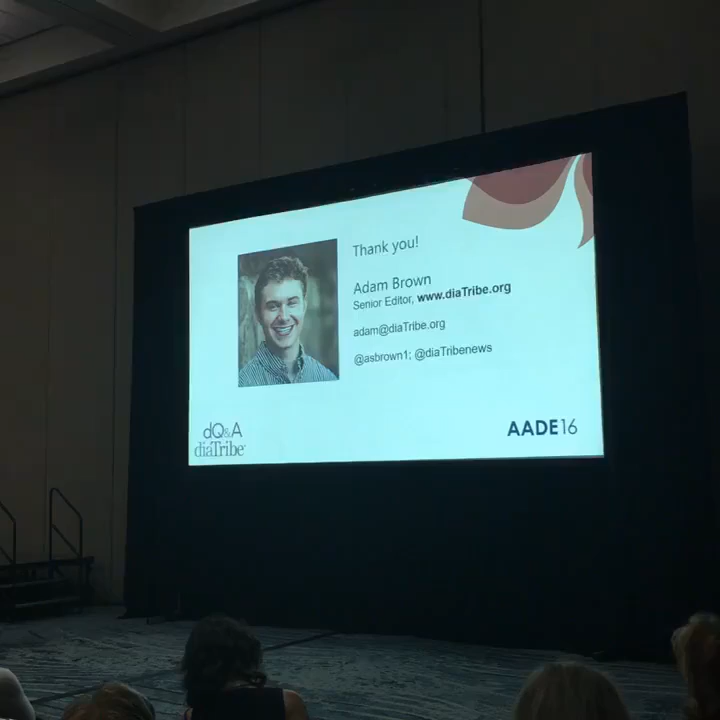 Thank you!
Adam Brown
Senior Editor, www.diaTribe.org
adam@diaTribe.org
@asbrown1; @diaTribenews
dQ&A
diaTribe
AADE16